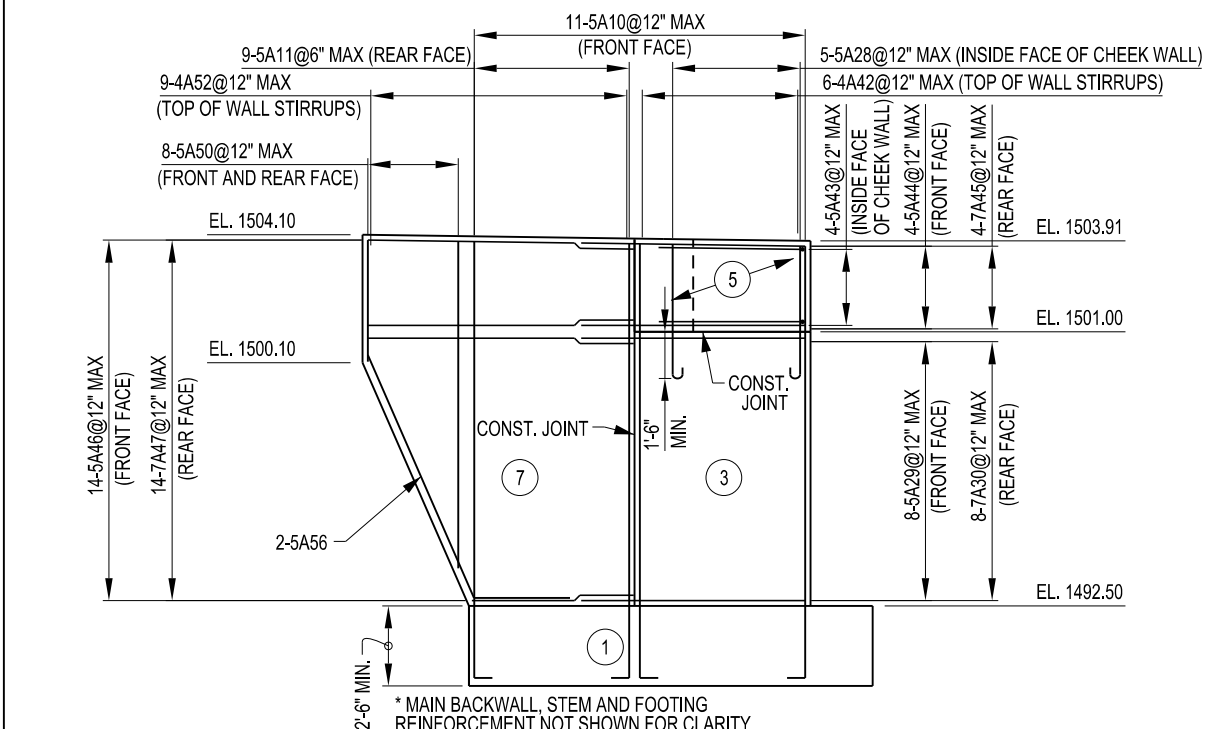 11-5A10@12" MAX
(FRONT FACE)
9-5A11@6" MAX (REAR FACE)
5-5A28@12" MAX (INSIDE FACE OF CHEEK WALL)
9-4A52@12" MAX
(TOP OF WALL STIRRUPS)
6-4A42@12" MAX (TOP OF WALL STIRRUPS)
8-5A50@12" MAX
(FRONT AND REAR FACE)
4-5A43@12" MAX
(INSIDE FACE
OF CHEEK WALL)
4-5A44@12" MAX
(FRONT FACE)
4-7A45@12" MAX
(REAR FACE)
EL. 1504.10
EL. 1503.91
5
EL. 1501.00
EL. 1500.10
CONST.
JOINT
1'-6"
MIN.
CONST. JOINT
14-5A46@12" MAX
(FRONT FACE)
14-7A47@12" MAX
(REAR FACE)
7
3
8-5A29@12" MAX
(FRONT FACE)
8-7A30@12" MAX
(REAR FACE)
2-5A56
EL. 1492.50
1
2'-6" MIN.
* MAIN BACKWALL, STEM AND FOOTING
REINFORCEMENT NOT SHOWN FOR CLARITY